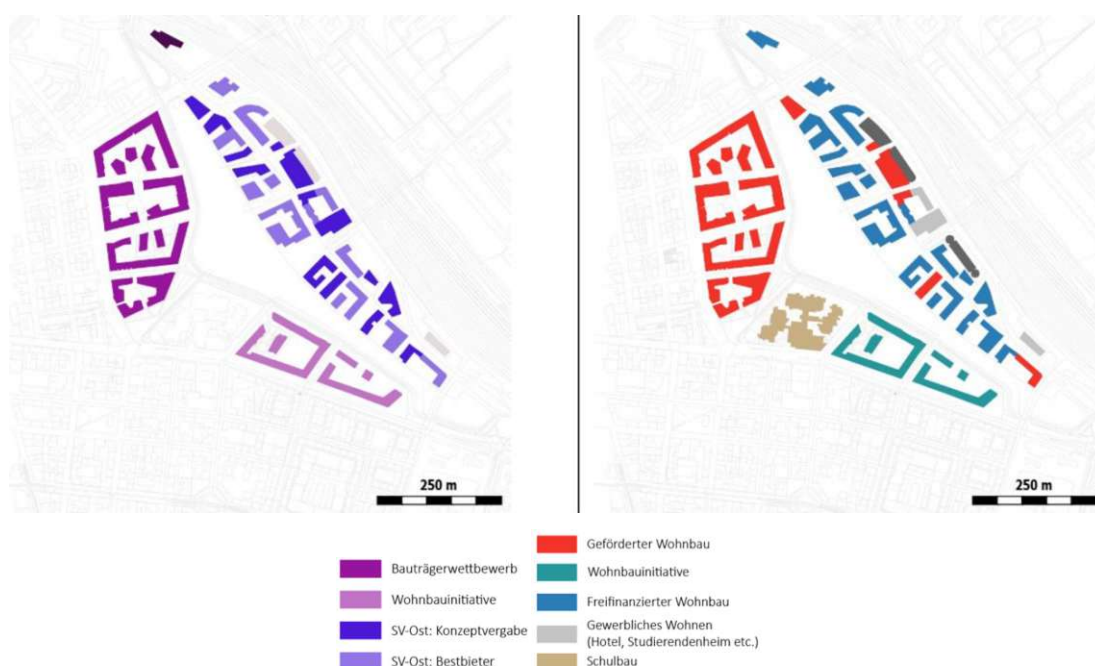 250 m
250 m
Bauträgerwettbewerb
Wohnbauinitiative
SV-Ost: Konzeptvergabe
SV-Ost: Bestbieter
Geförderter Wohnbau
Wohnbauinitiative
Freifinanzierter Wohnbau
Gewerbliches Wohnen
(Hotel, Studierendenheim etc.)
Schulbau